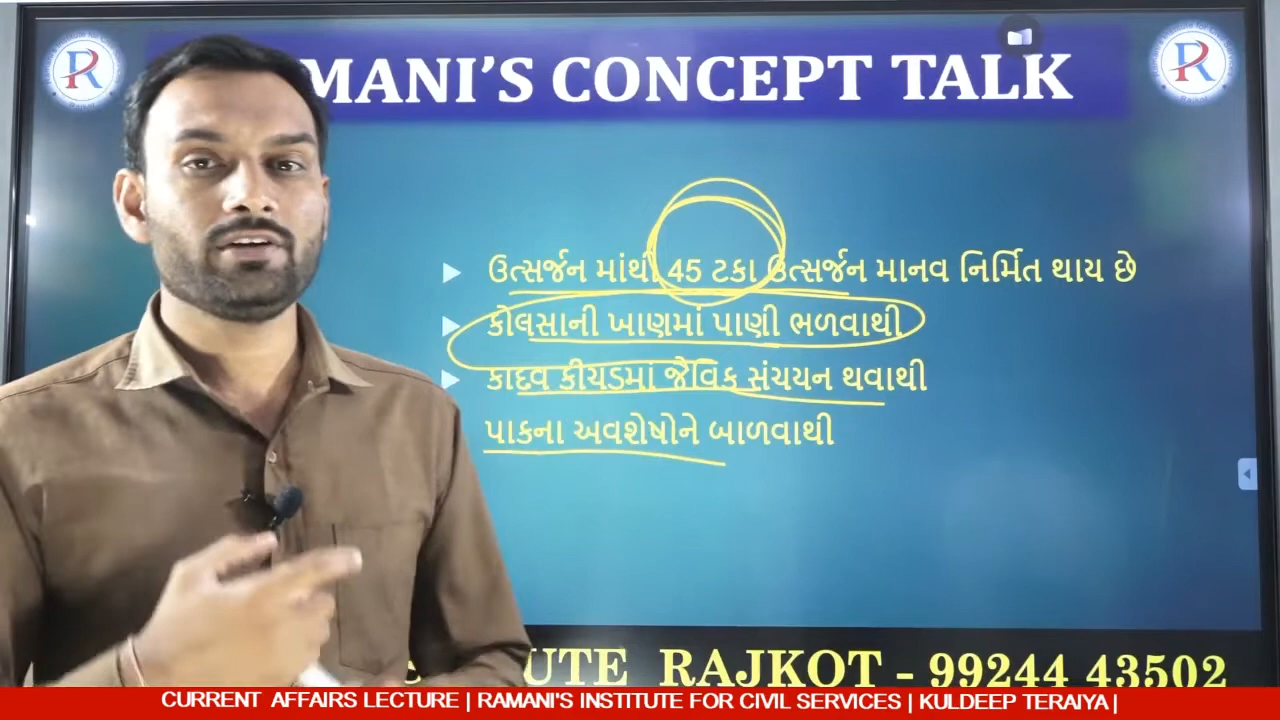 MANI'S CONCEPT TALK
ઉત્સર્જન માંથી 45 ટકા ઉત્સર્જન માનવ નિર્મિત થાય છે
કોલસાની ખાણમાં પાણી ભળવાથી
કાદવ કીચડમાં જૈવિક સંચયન થવાથી
પાકના અવશેષોને બાળવાથી
UTE RAJKOT - 99244 43502
CURRENT AFFAIRS LECTURE | RAMANI'S INSTITUTE FOR CIVIL SERVICES | KULDEEP TERAIYA |